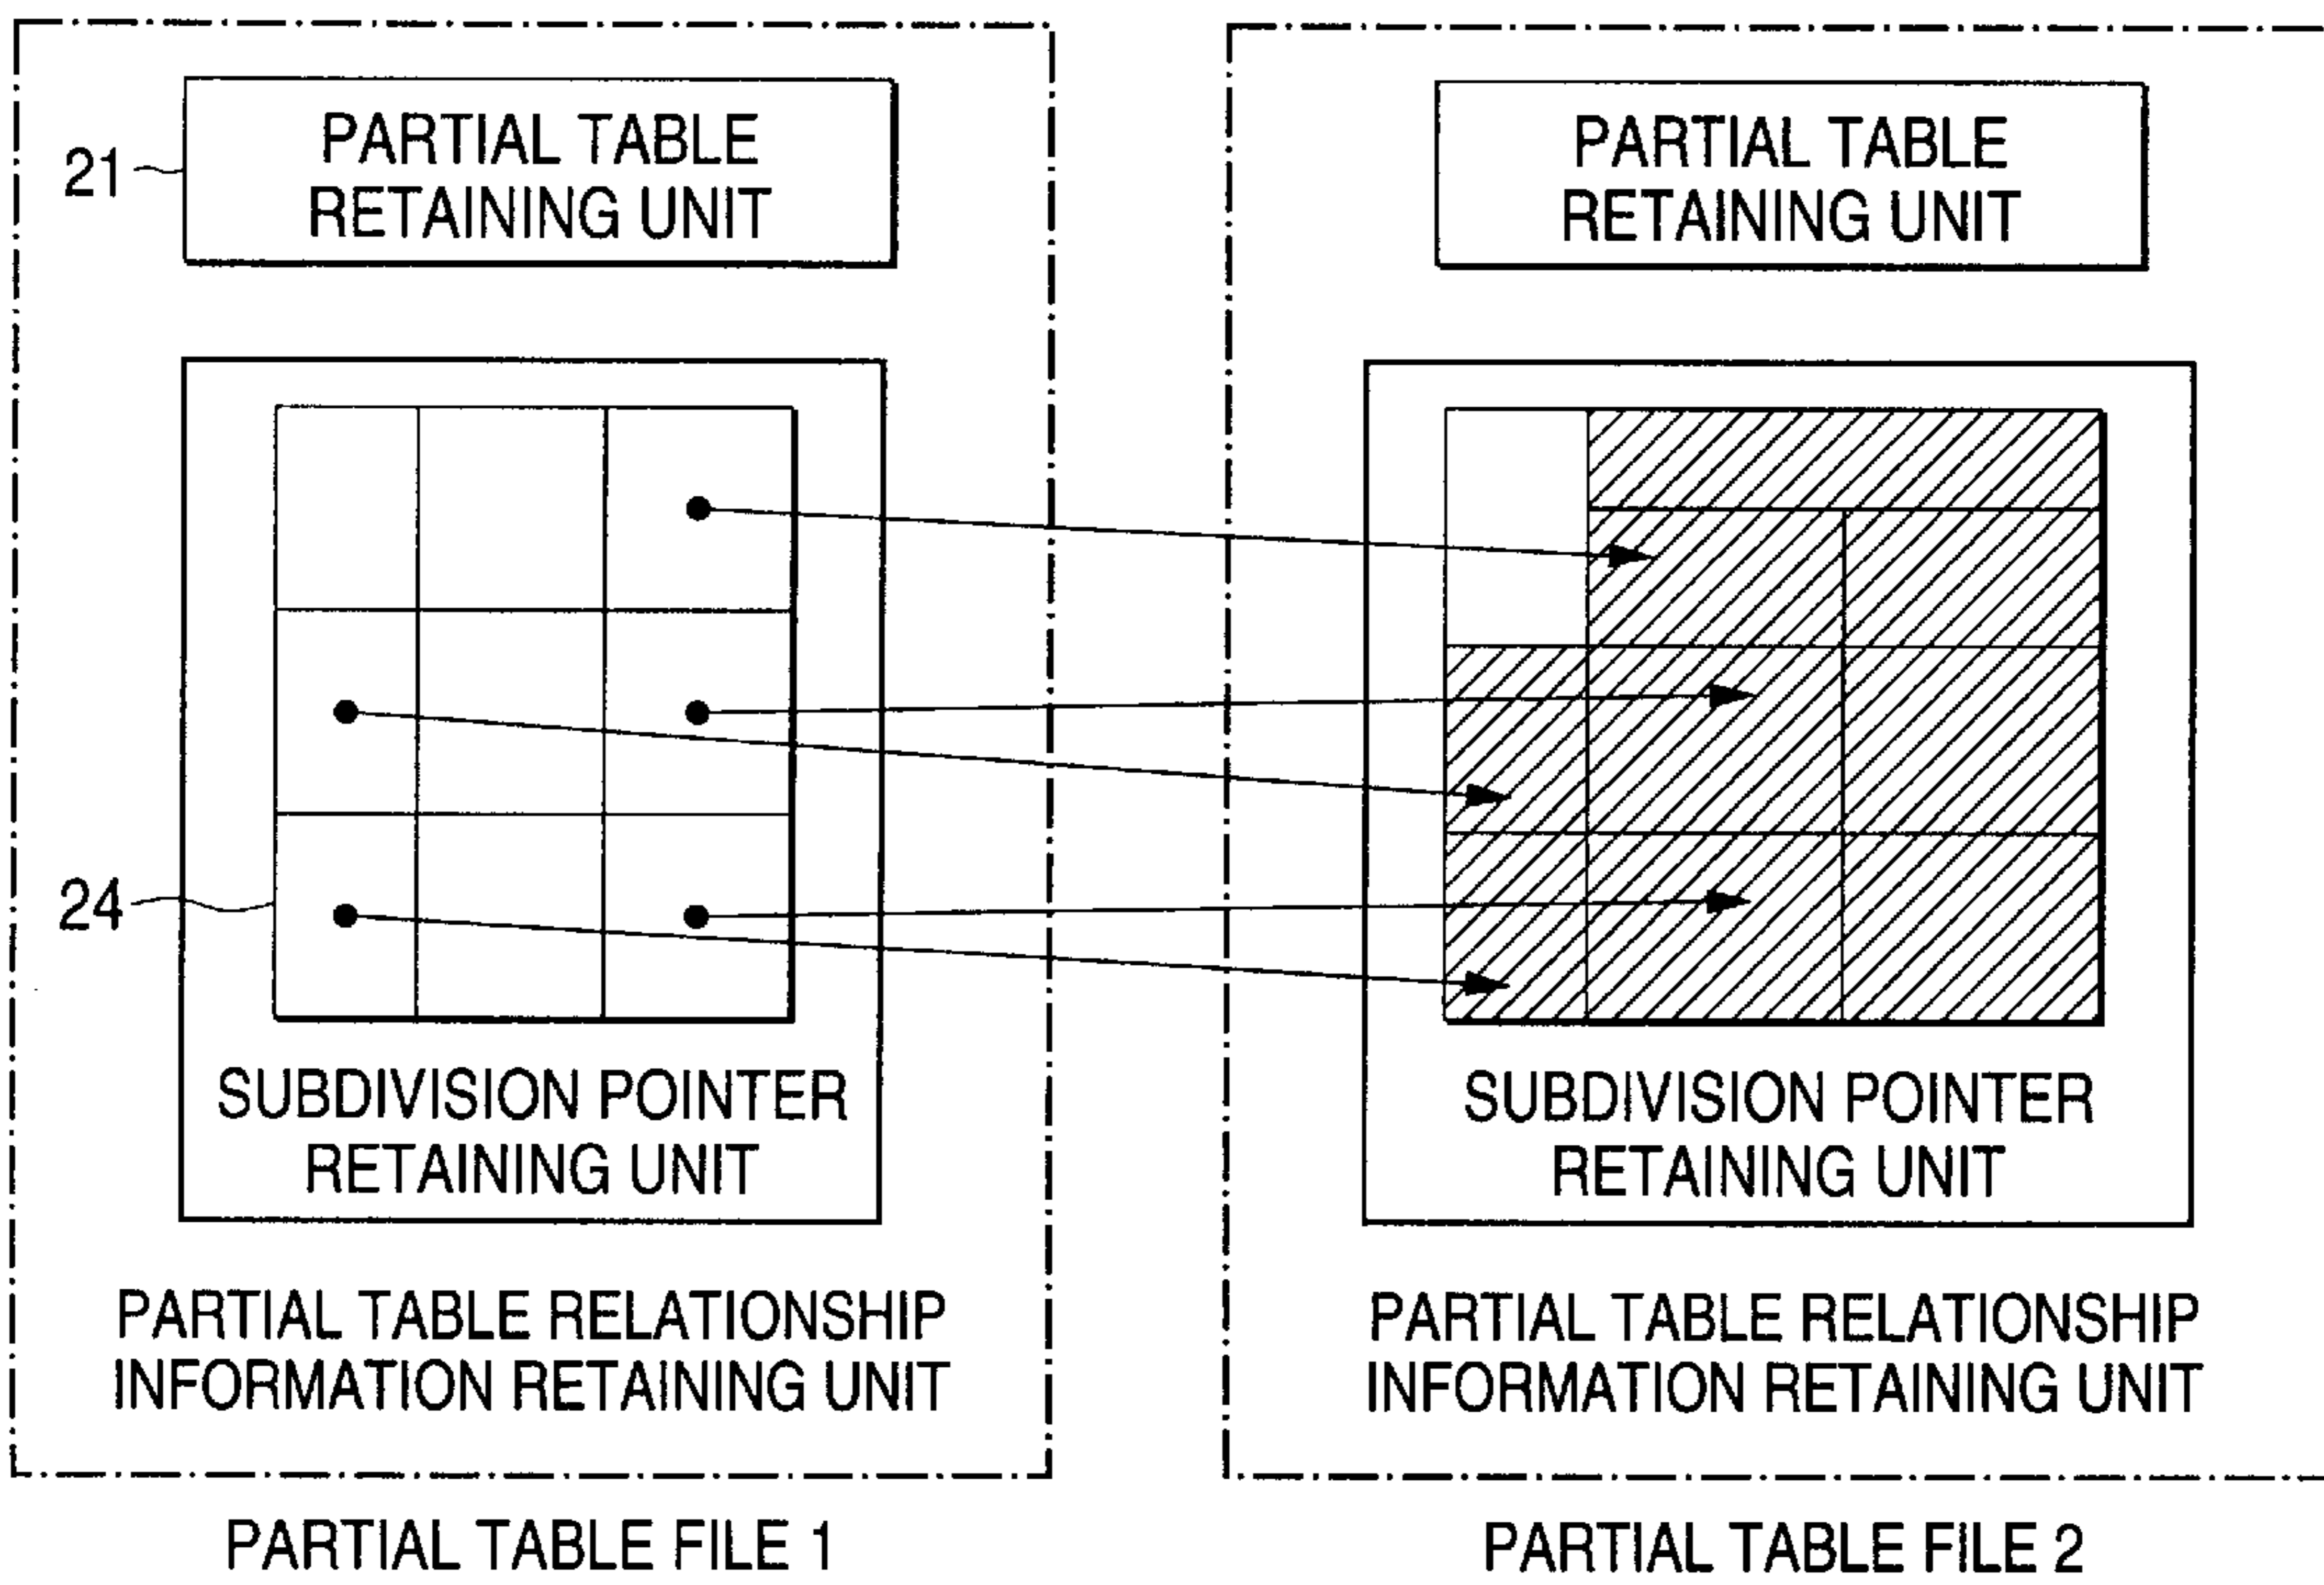 PARTIAL TABLE
RETAINING UNIT
21
24
SUBDIVISION POINTER
RETAINING UNIT
PARTIAL TABLE RELATIONSHIP
INFORMATION RETAINING UNIT
PARTIAL TABLE FILE 1
PARTIAL TABLE
RETAINING UNIT
SUBDIVISION POINTER
RETAINING UNIT
PARTIAL TABLE RELATIONSHIP
INFORMATION RETAINING UNIT
PARTIAL TABLE FILE 2